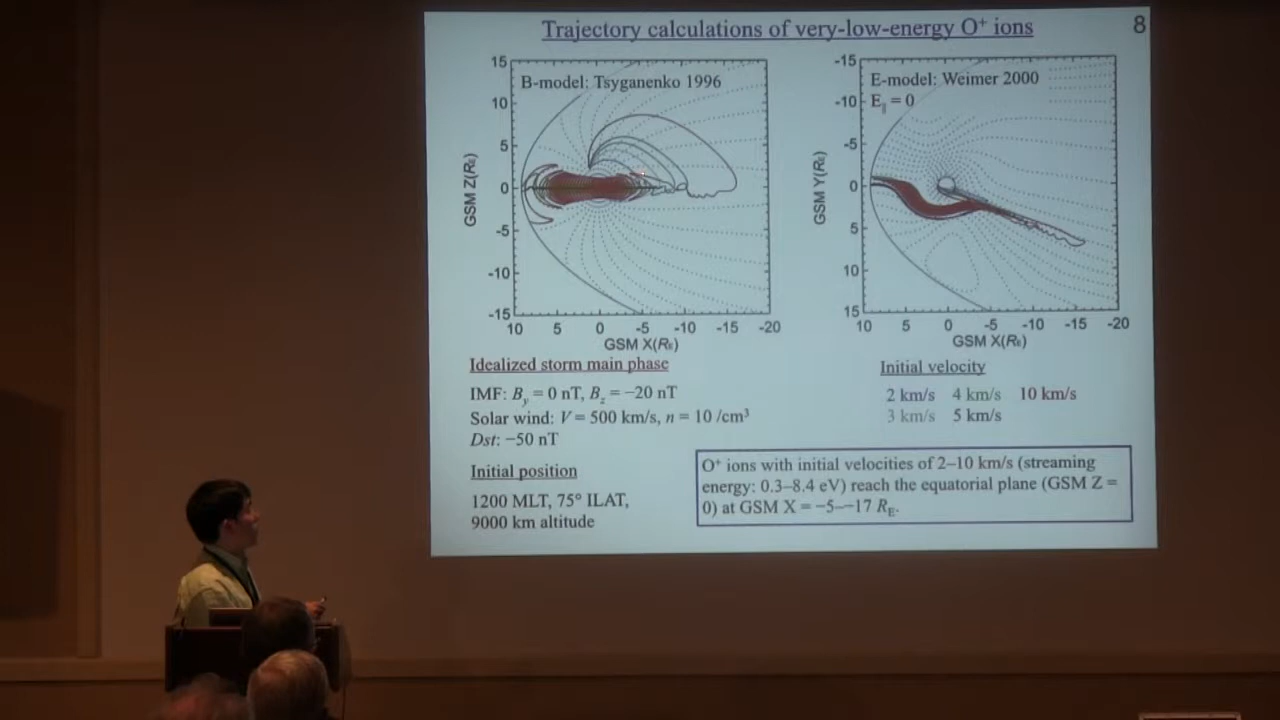 Trajectory calculations of very-low-energy O⁺ ions
8
B-model: Tsyganenko 1996
15
10
5
0
-5
-10
-15
GSM Z(RE)
10 5 0 -5 -10 -15 -20
GSM X(RE)
E-model: Weimer 2000
E∥ = 0
-15
-10
-5
0
5
10
15
GSM Y(RE)
10 5 0 -5 -10 -15 -20
GSM X(RE)
Idealized storm main phase
IMF: By = 0 nT, Bz = −20 nT
Solar wind: V = 500 km/s, n = 10 /cm³
Dst: −50 nT
Initial position
1200 MLT, 75° ILAT,
9000 km altitude
Initial velocity
2 km/s 4 km/s 10 km/s
3 km/s 5 km/s
O⁺ ions with initial velocities of 2–10 km/s (streaming
energy: 0.3–8.4 eV) reach the equatorial plane (GSM Z =
0) at GSM X = −5–−17 RE.